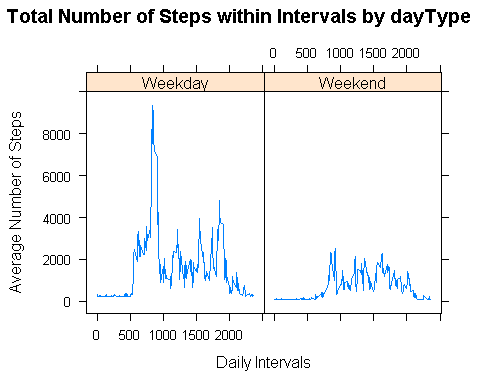 Total Number of Steps within Intervals by dayType
0 500 1000 1500 2000
Weekday Weekend
Average Number of Steps
8000
6000
4000
2000
0
0 500 1000 1500 2000
Daily Intervals